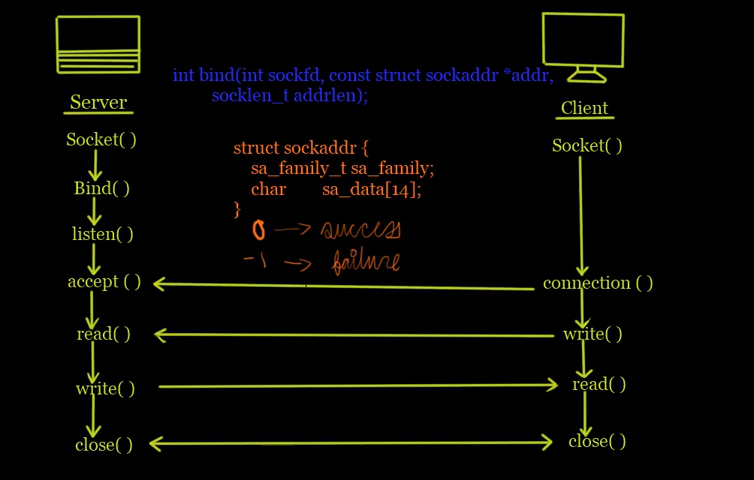 int bind(int sockfd, const struct sockaddr *addr,
socklen_t addrlen);
Server
Socket( )
Bind( )
listen( )
accept ( )
read( )
write( )
close( )
struct sockaddr {
sa_family_t sa_family;
char sa_data[14];
}
0 → success
-1 → failure
Client
Socket( )
connection ( )
write( )
read( )
close( )